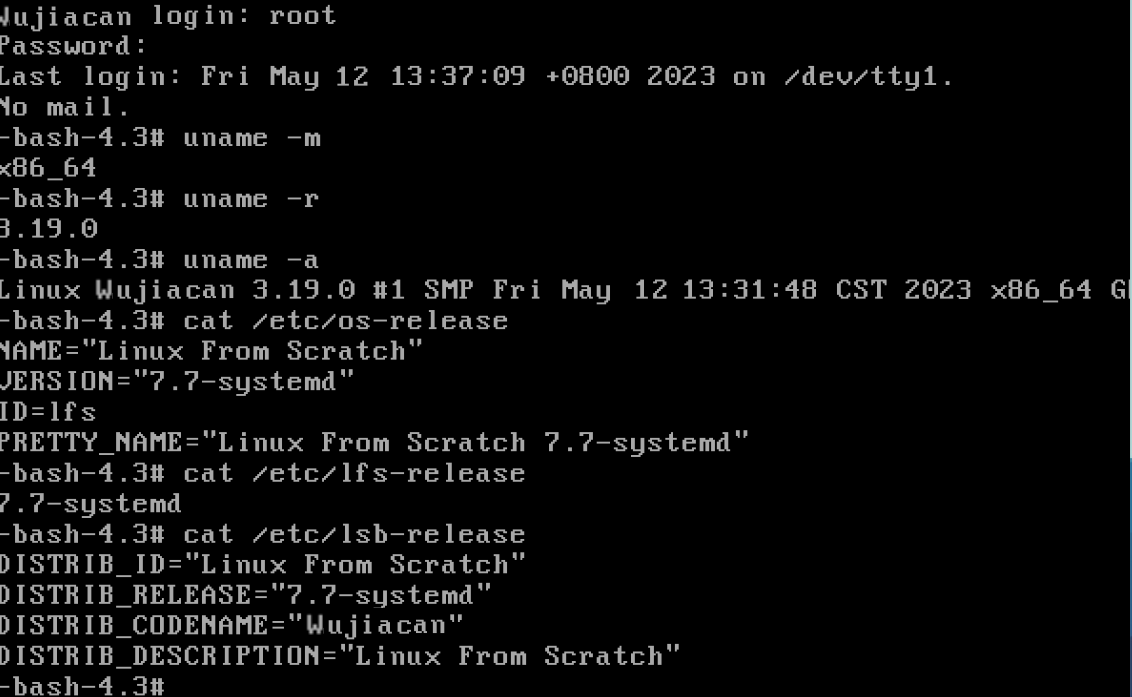 Wujiacan login: root
Password:
Last login: Fri May 12 13:37:09 +0800 2023 on /dev/tty1.
No mail.
-bash-4.3# uname -m
x86_64
-bash-4.3# uname -r
3.19.0
-bash-4.3# uname -a
Linux Wujiacan 3.19.0 #1 SMP Fri May 12 13:31:48 CST 2023 x86_64
-bash-4.3# cat /etc/os-release
NAME="Linux From Scratch"
VERSION="7.7-systemd"
ID=lfs
PRETTY_NAME="Linux From Scratch 7.7-systemd"
-bash-4.3# cat /etc/lfs-release
7.7-systemd
-bash-4.3# cat /etc/lsb-release
DISTRIB_ID="Linux From Scratch"
DISTRIB_RELEASE="7.7-systemd"
DISTRIB_CODENAME="Wujiacan"
DISTRIB_DESCRIPTION="Linux From Scratch"
-bash-4.3#